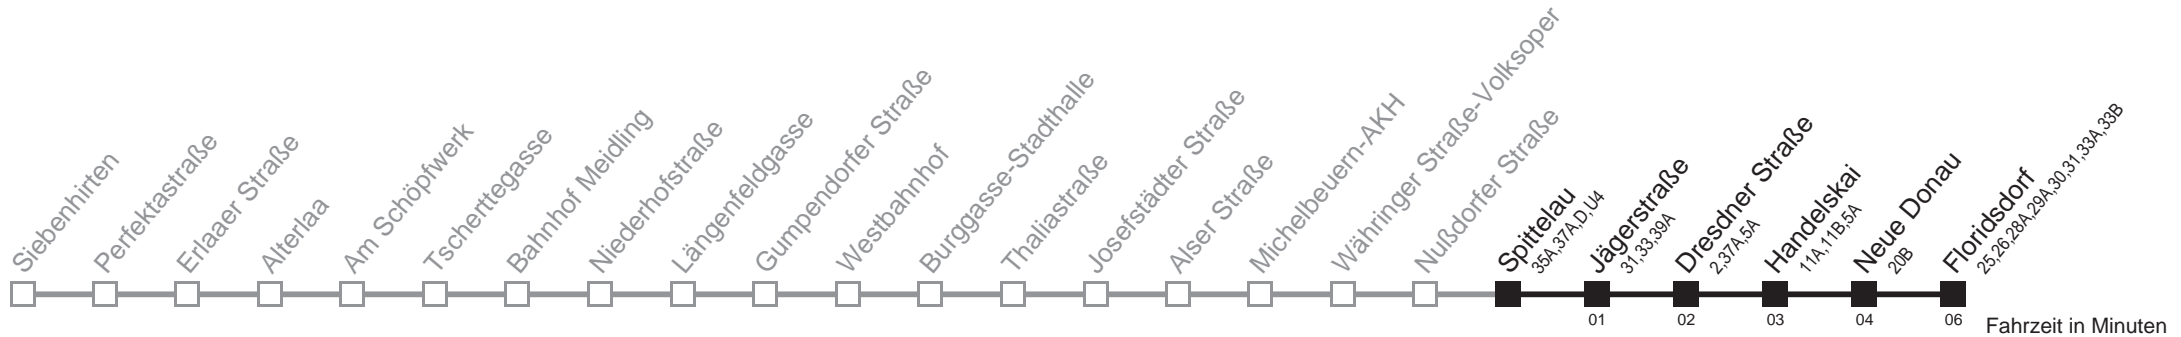 Siebenhirten
Perfektastraße
Erlaaer Straße
Alterlaa
Am Schöpfwerk
Tscherttegasse
Bahnhof Meidling
Niederhofstraße
Längenfeldgasse
Gumpendorfer Straße
Westbahnhof
Burggasse-Stadthalle
Thaliastraße
Josefstädter Straße
Alser Straße
Michelbeuern-AKH
Währinger Straße-Volksoper
Nußdorfer Straße
Spittelau
35A,37A,D,U4
Jägerstraße
31,33,39A
Dresdner Straße
2,37A,5A
Handelskai
11A,11B,5A
Neue Donau
20B
Floridsdorf
25,26,28A,29A,30,31,33A,33B
01
02
03
04
06
Fahrzeit in Minuten